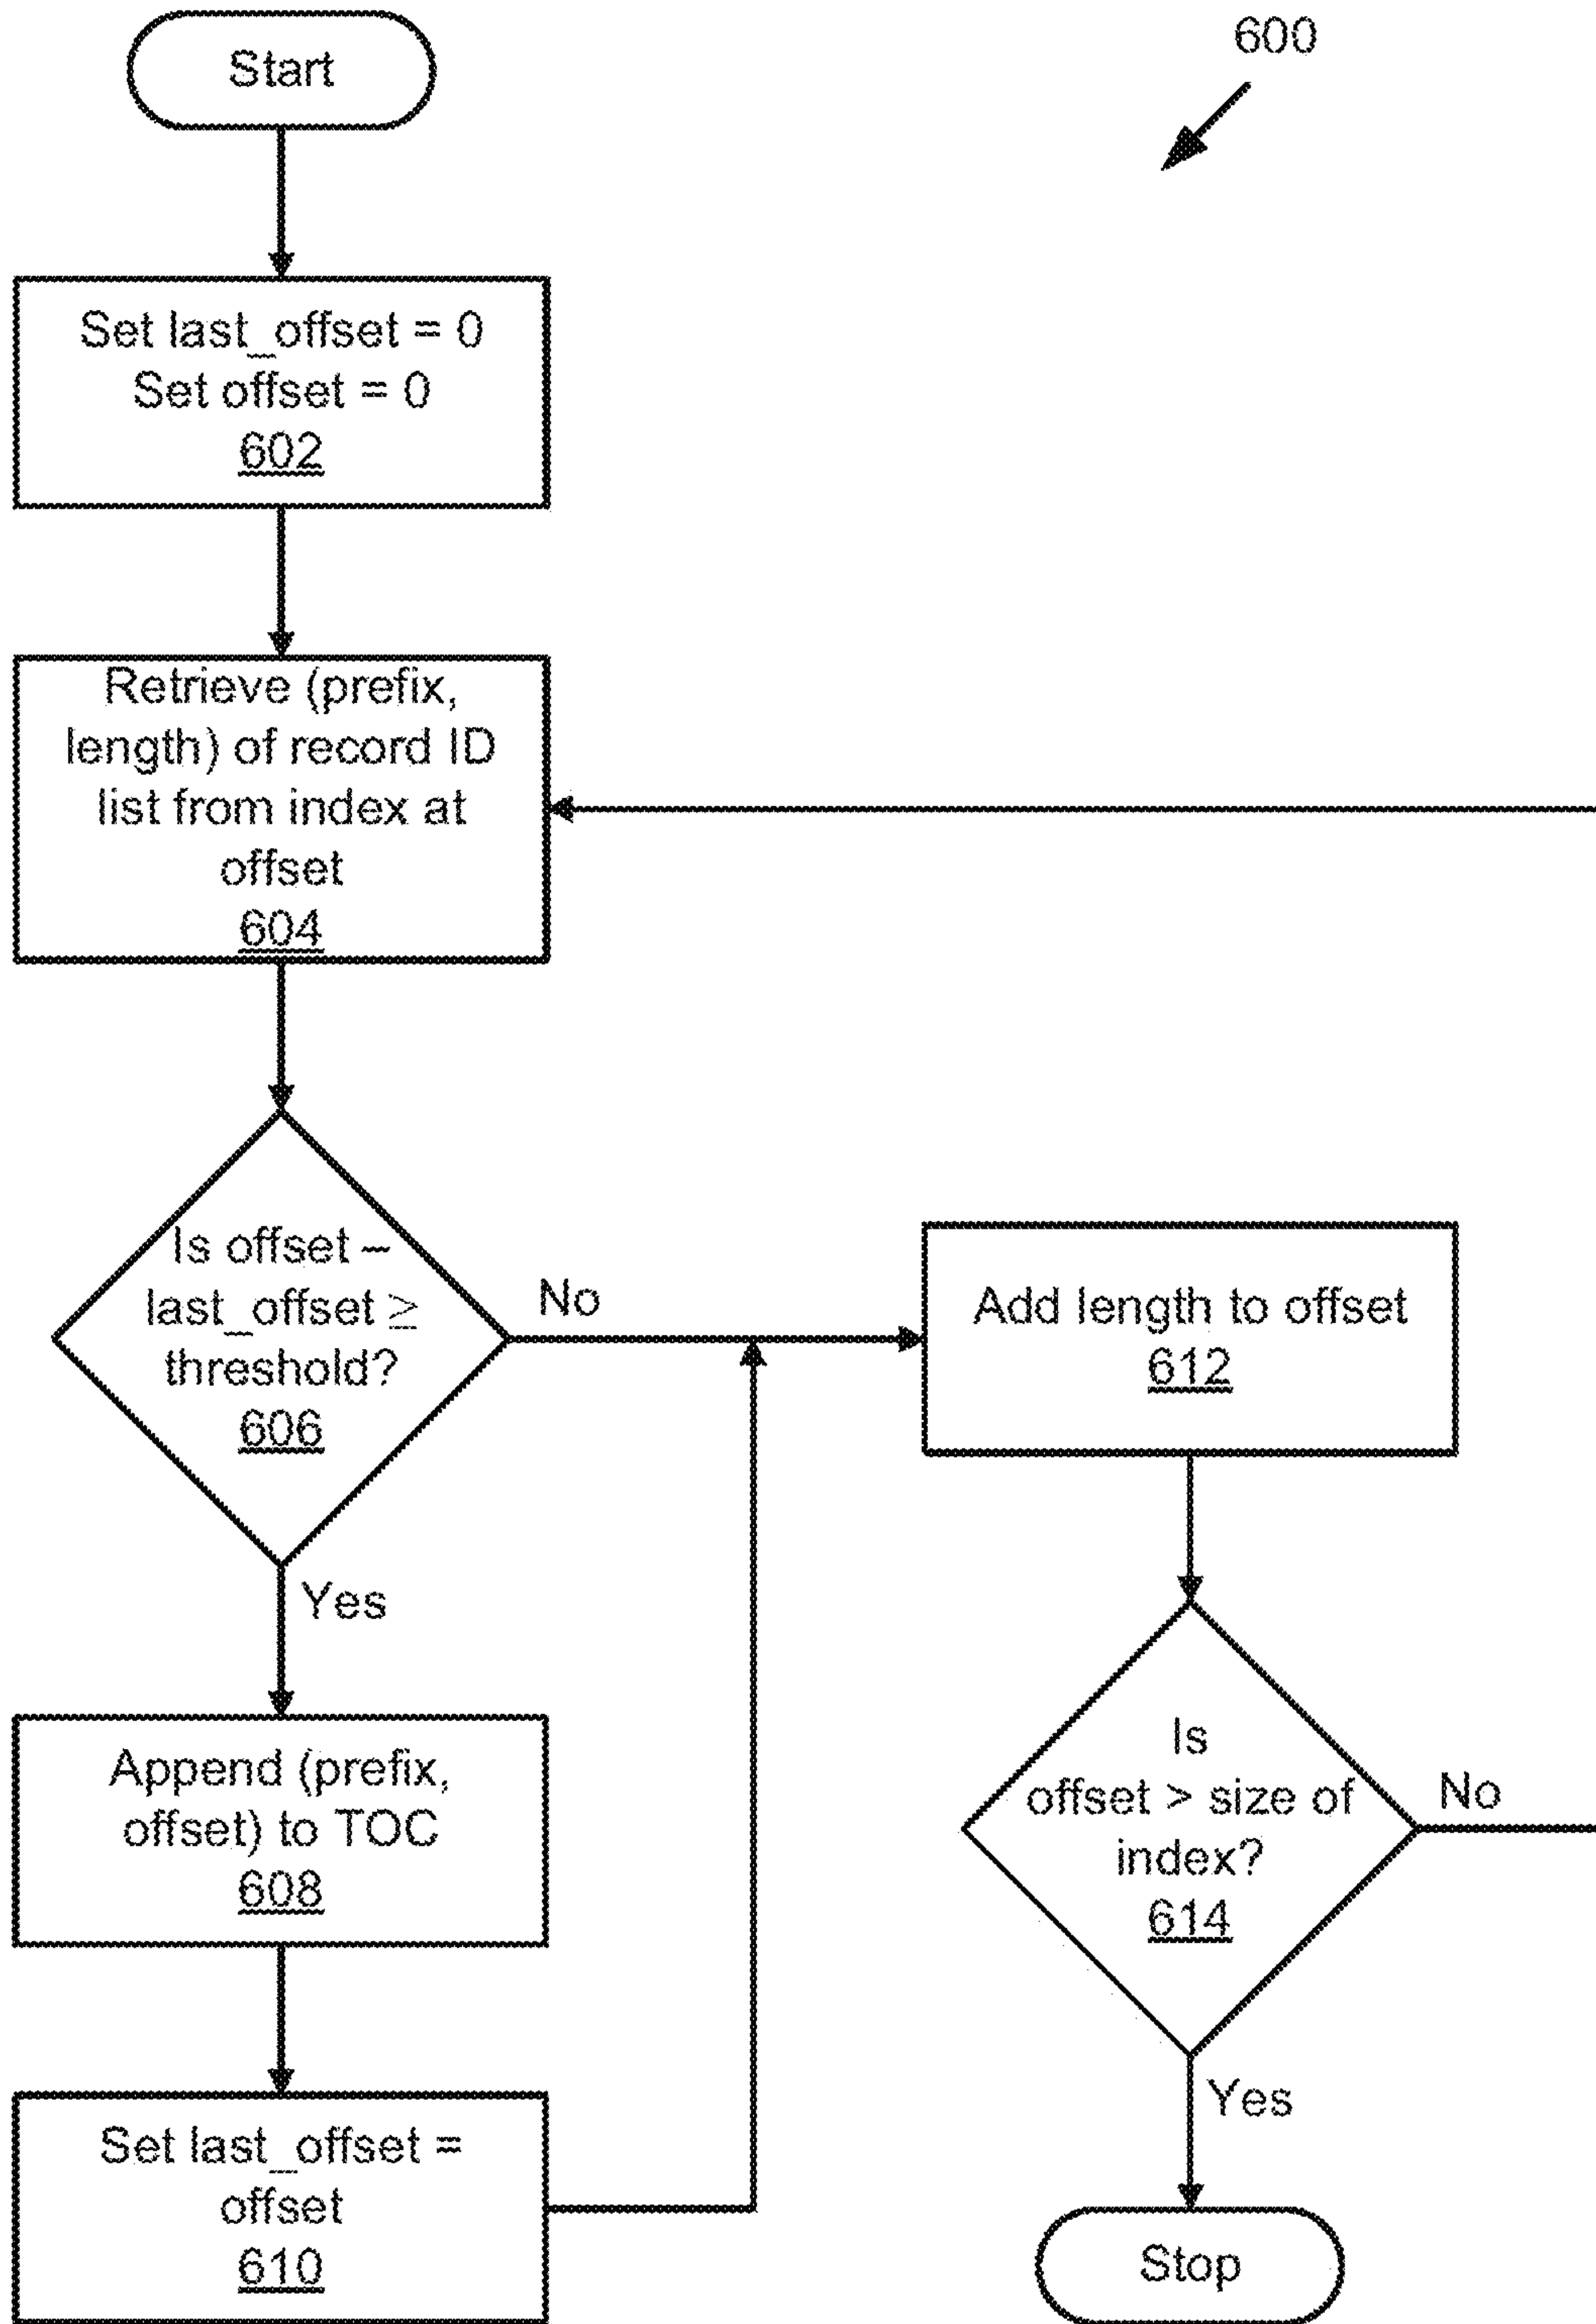 600
Start
Set last_offset = 0
Set offset = 0
602
Retrieve (prefix,
length) of record ID
list from index at
offset
604
Is offset –
last_offset ≥
threshold?
606
No
Yes
Append (prefix,
offset) to TOC
608
Set last_offset =
offset
610
Add length to offset
612
Is
offset > size of
index?
614
No
Yes
Stop